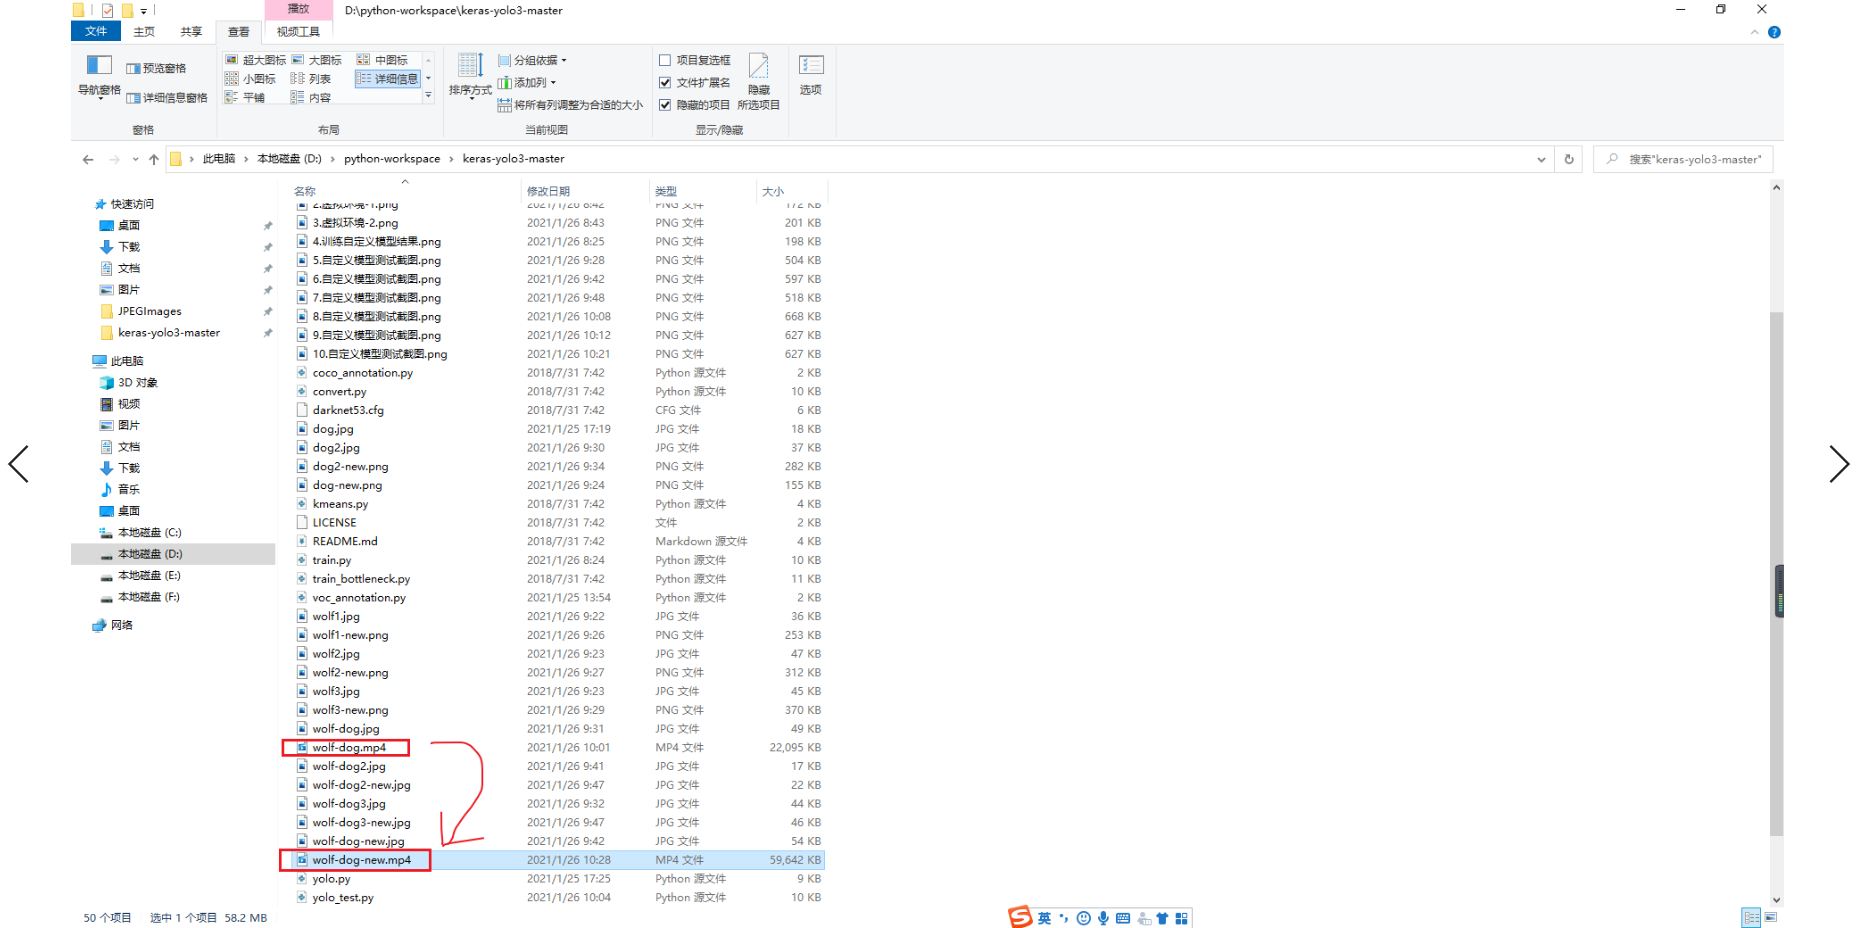 播放 D:\python-workspace\keras-yolo3-master
文件 主页 共享 查看 视频工具
导航窗格 预览窗格 详细信息窗格 窗格
超大图标 大图标 中图标
小图标 列表 详细信息
平铺 内容
布局
排序方式 分组依据 添加列 将所有列调整为合适的大小 当前视图
项目复选框
文件扩展名
隐藏的项目
隐藏 所选项目
显示/隐藏
选项
此电脑 › 本地磁盘 (D:) › python-workspace › keras-yolo3-master
搜索"keras-yolo3-master"
快速访问
桌面
下载
文档
图片
JPEGImages
keras-yolo3-master
此电脑
3D 对象
视频
图片
文档
下载
音乐
桌面
本地磁盘 (C:)
本地磁盘 (D:)
本地磁盘 (E:)
本地磁盘 (F:)
网络
名称 修改日期 类型 大小
2.虚拟环境-1.png 2021/1/26 8:42 PNG 文件 172 KB
3.虚拟环境-2.png 2021/1/26 8:43 PNG 文件 201 KB
4.训练自定义模型结果.png 2021/1/26 8:25 PNG 文件 198 KB
5.自定义模型测试截图.png 2021/1/26 9:28 PNG 文件 504 KB
6.自定义模型测试截图.png 2021/1/26 9:42 PNG 文件 597 KB
7.自定义模型测试截图.png 2021/1/26 9:48 PNG 文件 518 KB
8.自定义模型测试截图.png 2021/1/26 10:08 PNG 文件 668 KB
9.自定义模型测试截图.png 2021/1/26 10:12 PNG 文件 627 KB
10.自定义模型测试截图.png 2021/1/26 10:21 PNG 文件 627 KB
coco_annotation.py 2018/7/31 7:42 Python 源文件 2 KB
convert.py 2018/7/31 7:42 Python 源文件 10 KB
darknet53.cfg 2018/7/31 7:42 CFG 文件 6 KB
dog.jpg 2021/1/25 17:19 JPG 文件 18 KB
dog2.jpg 2021/1/26 9:30 JPG 文件 37 KB
dog2-new.png 2021/1/26 9:34 PNG 文件 282 KB
dog-new.png 2021/1/26 9:24 PNG 文件 155 KB
kmeans.py 2018/7/31 7:42 Python 源文件 4 KB
LICENSE 2018/7/31 7:42 文件 2 KB
README.md 2018/7/31 7:42 Markdown 源文件 4 KB
train.py 2021/1/26 8:24 Python 源文件 10 KB
train_bottleneck.py 2018/7/31 7:42 Python 源文件 11 KB
voc_annotation.py 2021/1/25 13:54 Python 源文件 2 KB
wolf1.jpg 2021/1/26 9:22 JPG 文件 36 KB
wolf1-new.png 2021/1/26 9:26 PNG 文件 253 KB
wolf2.jpg 2021/1/26 9:23 JPG 文件 47 KB
wolf2-new.png 2021/1/26 9:27 PNG 文件 312 KB
wolf3.jpg 2021/1/26 9:23 JPG 文件 45 KB
wolf3-new.png 2021/1/26 9:29 PNG 文件 370 KB
wolf-dog.jpg 2021/1/26 9:31 JPG 文件 49 KB
wolf-dog.mp4 2021/1/26 10:01 MP4 文件 22,095 KB
wolf-dog2.jpg 2021/1/26 9:41 JPG 文件 17 KB
wolf-dog2-new.jpg 2021/1/26 9:47 JPG 文件 22 KB
wolf-dog3.jpg 2021/1/26 9:32 JPG 文件 44 KB
wolf-dog3-new.jpg 2021/1/26 9:47 JPG 文件 46 KB
wolf-dog-new.jpg 2021/1/26 9:42 JPG 文件 54 KB
wolf-dog-new.mp4 2021/1/26 10:28 MP4 文件 59,642 KB
yolo.py 2021/1/25 17:25 Python 源文件 9 KB
yolo_test.py 2021/1/26 10:04 Python 源文件 10 KB
50 个项目 选中 1 个项目 58.2 MB
S 英